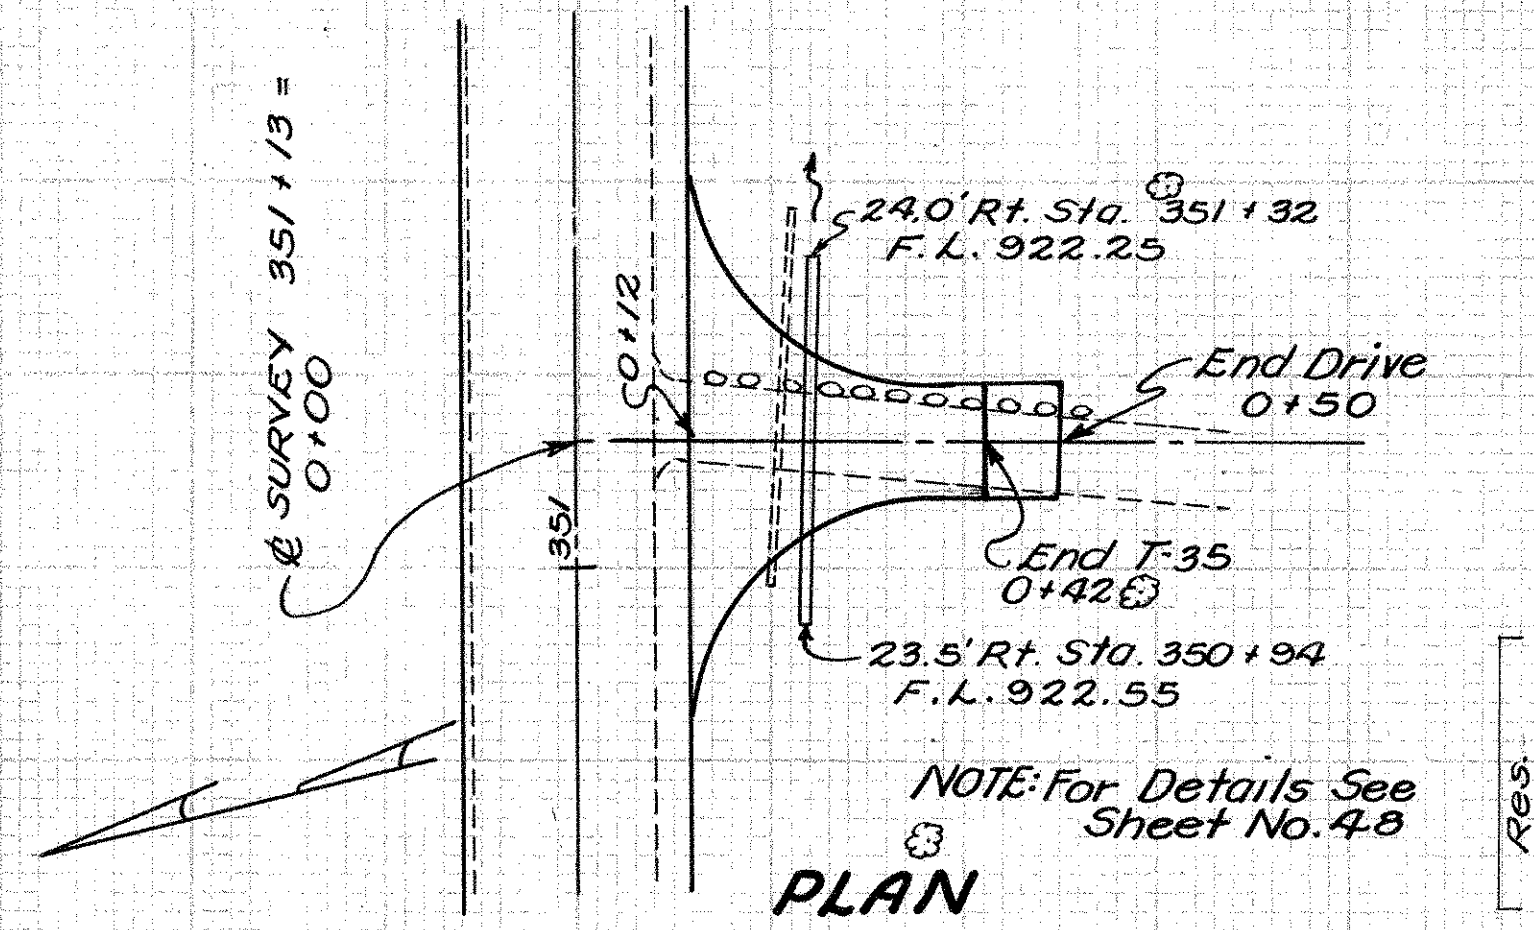 ℄ SURVEY 351+13 =
0+00
0+12
351
24.0' Rt. Sta. 351+32
F.L. 922.25
End Drive
0+50
End T-35
0+42
23.5' Rt. Sta. 350+94
F.L. 922.55
NOTE: For Details See
Sheet No. 48
PLAN
Res.